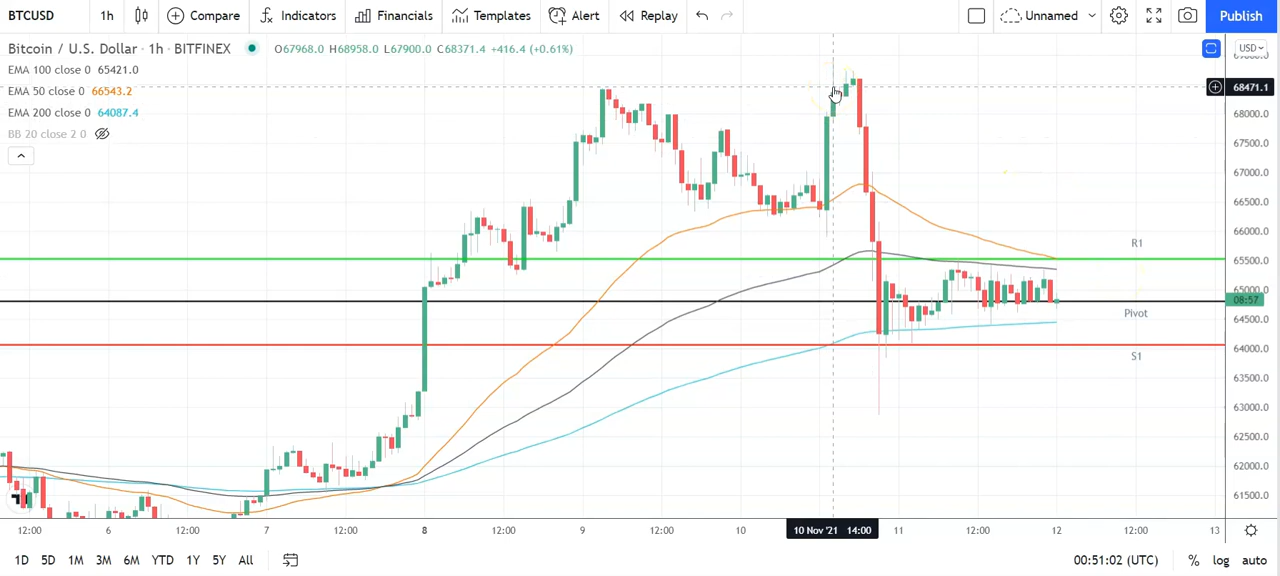 BTCUSD 1h Compare Indicators Financials Templates Alert Replay Unnamed Publish
Bitcoin / U.S. Dollar · 1h · BITFINEX O67968.0 H68958.0 L67900.0 C68371.4 +416.4 (+0.61%) USD
EMA 100 close 0 65421.0
EMA 50 close 0 66543.2
EMA 200 close 0 64087.4
BB 20 close 2 0
69000.0
68471.1
68000.0
67500.0
67000.0
66500.0
66000.0
R1
65500.0
65000.0
08:57
Pivot
64500.0
64000.0
S1
63500.0
63000.0
62500.0
62000.0
61500.0
12:00 6 12:00 7 12:00 8 12:00 9 12:00 10 10 Nov '21 14:00 11 12:00 12 12:00 13
1D 5D 1M 3M 6M YTD 1Y 5Y All 00:51:02 (UTC) % log auto